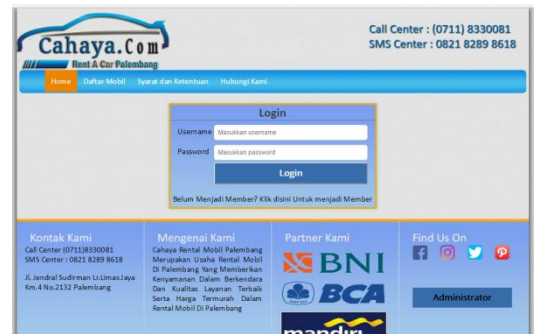 Cahaya.Com
Rent A Car Palembang
Call Center : (0711) 8330081
SMS Center : 0821 8289 8618
Home Daftar Mobil Syarat dan Ketentuan Hubungi Kami
Login
Username Masukkan username
Password Masukkan password
Login
Belum Menjadi Member? Klik disini Untuk menjadi Member
Kontak Kami
Call Center (0711)8330081
SMS Center : 0821 8289 8618
Jl. Jendral Sudirman Lr.Limas Jaya
Km.4 No.2132 Palembang
Mengenai Kami
Cahaya Rental Mobil Palembang
Merupakan Usaha Rental Mobil
Di Palembang Yang Memberikan
Kenyamanan Dalam Berkendara
Dan Kualitas Layanan Terbaik
Serta Harga Termurah Dalam
Rental Mobil Di Palembang
Partner Kami
BNI
BCA
mandiri
Find Us On
Administrator